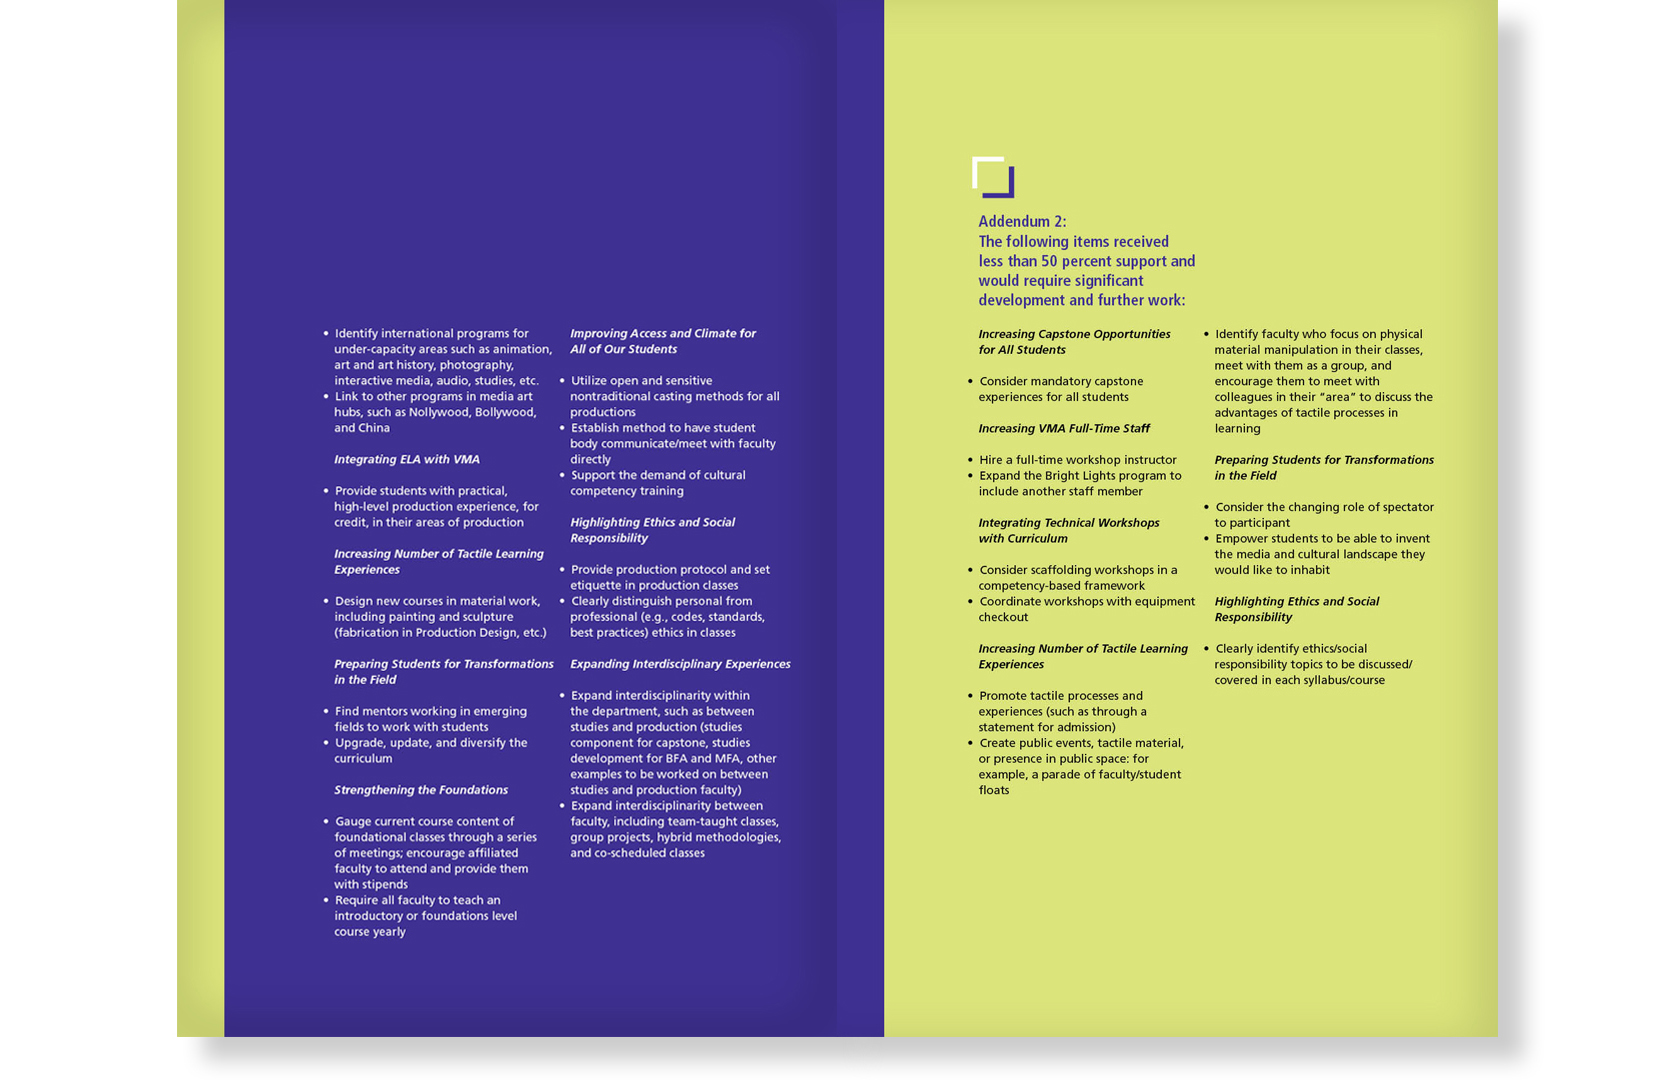 • Identify international programs for
under-capacity areas such as animation,
art and art history, photography,
interactive media, audio, studies, etc.
• Link to other programs in media art
hubs, such as Nollywood, Bollywood,
and China
Integrating ELA with VMA
• Provide students with practical,
high-level production experience, for
credit, in their areas of production
Increasing Number of Tactile Learning
Experiences
• Design new courses in material work,
including painting and sculpture
(fabrication in Production Design, etc.)
Preparing Students for Transformations
in the Field
• Find mentors working in emerging
fields to work with students
• Upgrade, update, and diversify the
curriculum
Strengthening the Foundations
• Gauge current course content of
foundational classes through a series
of meetings; encourage affiliated
faculty to attend and provide them
with stipends
• Require all faculty to teach an
introductory or foundations level
course yearly
Improving Access and Climate for
All of Our Students
• Utilize open and sensitive
nontraditional casting methods for all
productions
• Establish method to have student
body communicate/meet with faculty
directly
• Support the demand of cultural
competency training
Highlighting Ethics and Social
Responsibility
• Provide production protocol and set
etiquette in production classes
• Clearly distinguish personal from
professional (e.g., codes, standards,
best practices) ethics in classes
Expanding Interdisciplinary Experiences
• Expand interdisciplinarity within
the department, such as between
studies and production (studies
component for capstone, studies
development for BFA and MFA, other
examples to be worked on between
studies and production faculty)
• Expand interdisciplinarity between
faculty, including team-taught classes,
group projects, hybrid methodologies,
and co-scheduled classes
Addendum 2:
The following items received
less than 50 percent support and
would require significant
development and further work:
Increasing Capstone Opportunities
for All Students
• Consider mandatory capstone
experiences for all students
Increasing VMA Full-Time Staff
• Hire a full-time workshop instructor
• Expand the Bright Lights program to
include another staff member
Integrating Technical Workshops
with Curriculum
• Consider scaffolding workshops in a
competency-based framework
• Coordinate workshops with equipment
checkout
Increasing Number of Tactile Learning
Experiences
• Promote tactile processes and
experiences (such as through a
statement for admission)
• Create public events, tactile material,
or presence in public space: for
example, a parade of faculty/student
floats
• Identify faculty who focus on physical
material manipulation in their classes,
meet with them as a group, and
encourage them to meet with
colleagues in their “area” to discuss the
advantages of tactile processes in
learning
Preparing Students for Transformations
in the Field
• Consider the changing role of spectator
to participant
• Empower students to be able to invent
the media and cultural landscape they
would like to inhabit
Highlighting Ethics and Social
Responsibility
• Clearly identify ethics/social
responsibility topics to be discussed/
covered in each syllabus/course